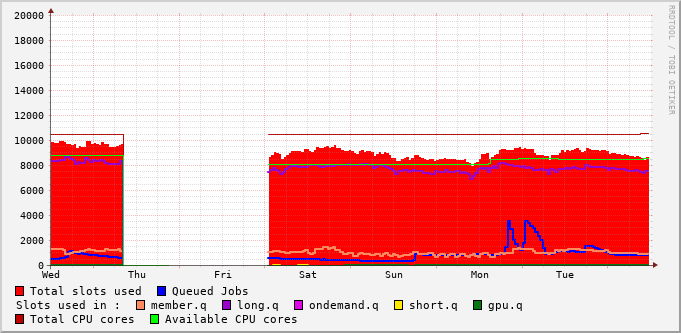 20000
18000
16000
14000
12000
10000
8000
6000
4000
2000
0
Wed Thu Fri Sat Sun Mon Tue
Total slots used Queued Jobs
Slots used in : member.q long.q ondemand.q short.q gpu.q
Total CPU cores Available CPU cores
RRDTOOL / TOBI OETIKER